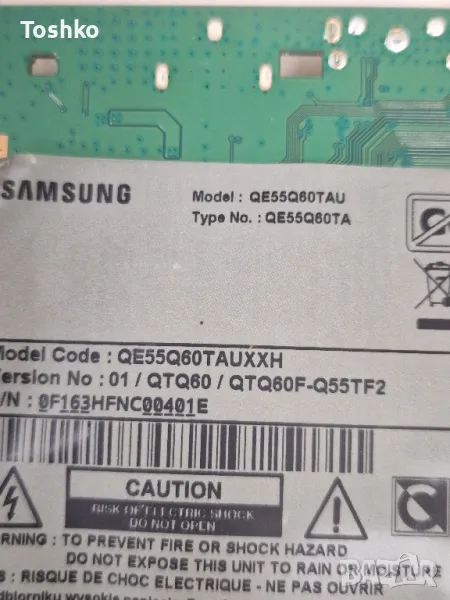 Toshko
SAMSUNG
Model : QE55Q60TAU
Type No. : QE55Q60TA
Model Code : QE55Q60TAUXXH
Version No : 01 / QTQ60 / QTQ60F-Q55TF2
S/N : 0F163HFNC00401E
CAUTION
RISK OF ELECTRIC SHOCK
DO NOT OPEN
WARNING : TO PREVENT FIRE OR SHOCK HAZARD
DO NOT EXPOSE THIS UNIT TO RAIN OR MOISTURE
: RISQUE DE CHOC ELECTRIQUE - NE PAS OUVRIR
BAZAR